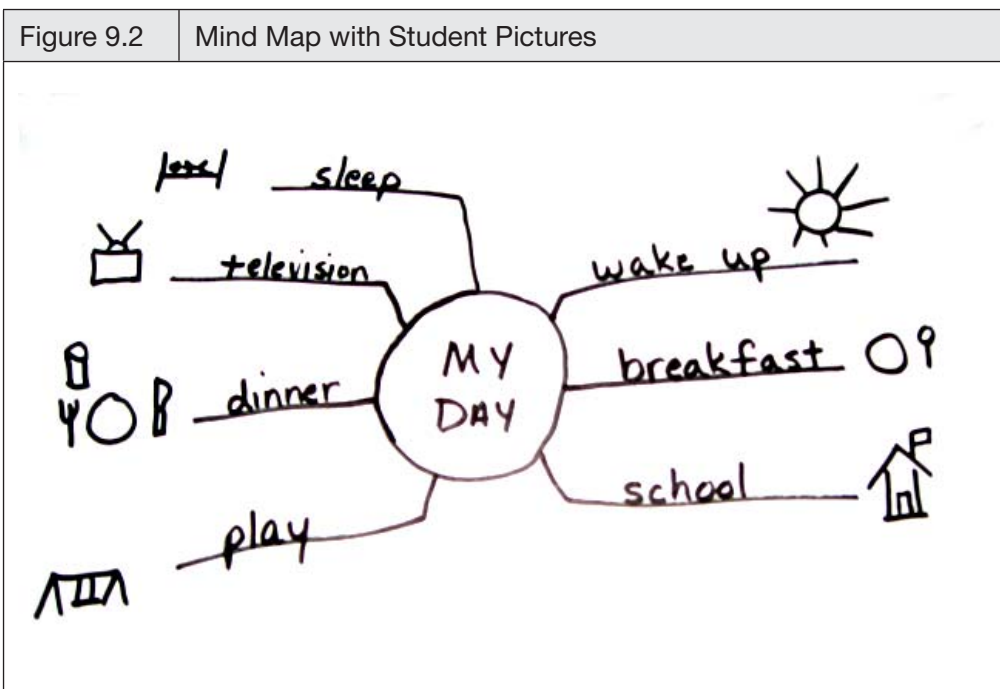 Figure 9.2 Mind Map with Student Pictures
sleep
television
dinner
play
MY
DAY
wake up
breakfast
school